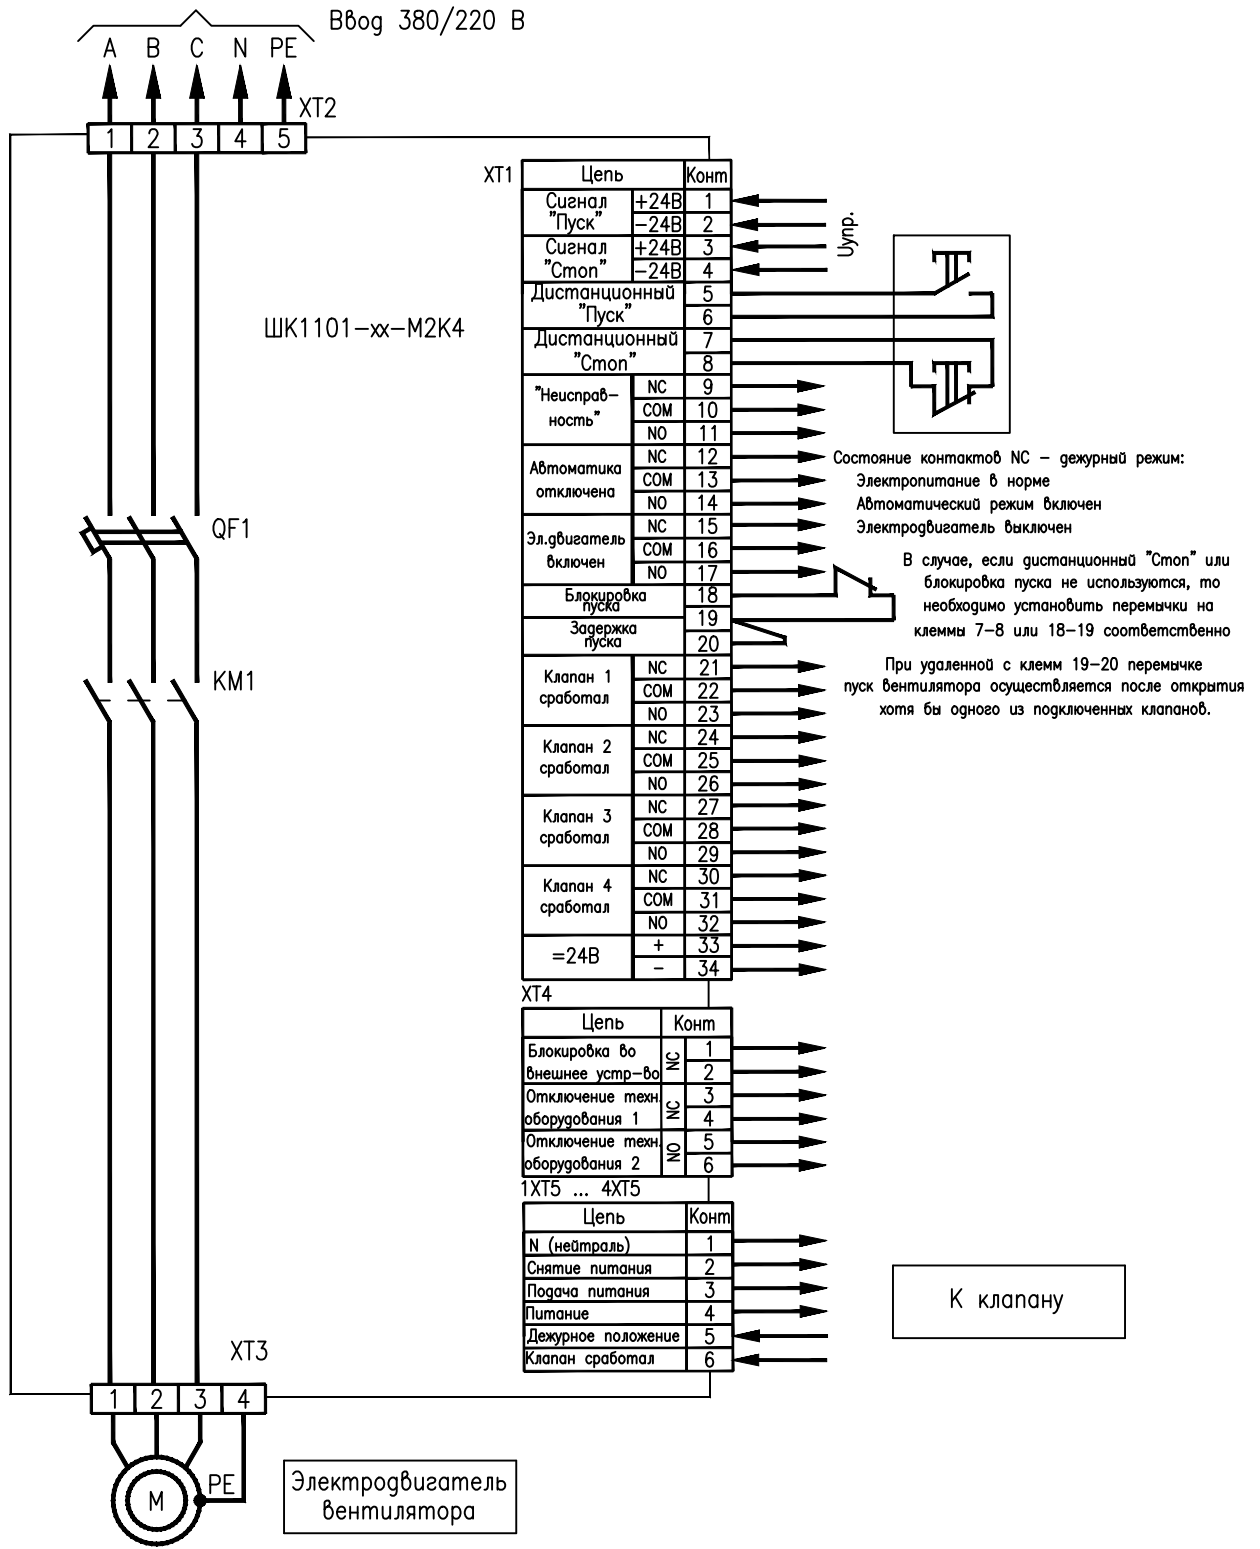 Ввод 380/220 В
A B C N PE
XT2
1 2 3 4 5
ШК1101-хх-М2К4
QF1
KM1
XT1
Цепь Конт
Сигнал "Пуск" +24В 1
-24В 2
Сигнал "Стоп" +24В 3
-24В 4
Uупр.
Дистанционный "Пуск" 5
6
Дистанционный "Стоп" 7
8
"Неисправ-
ность"
NC 9
COM 10
NO 11
Автоматика
отключена
NC 12
COM 13
NO 14
Эл.двигатель
включен
NC 15
COM 16
NO 17
Блокировка
пуска
18
19
Задержка
пуска
20
Клапан 1
сработал
NC 21
COM 22
NO 23
Клапан 2
сработал
NC 24
COM 25
NO 26
Клапан 3
сработал
NC 27
COM 28
NO 29
Клапан 4
сработал
NC 30
COM 31
NO 32
=24В
+ 33
- 34
Состояние контактов NC - дежурный режим:
Электропитание в норме
Автоматический режим включен
Электродвигатель выключен
В случае, если дистанционный "Стоп" или
блокировка пуска не используются, то
необходимо установить перемычки на
клеммы 7-8 или 18-19 соответственно
При удаленной с клемм 19-20 перемычке
пуск вентилятора осуществляется после открытия
хотя бы одного из подключенных клапанов.
XT4
Цепь Конт
Блокировка во
внешнее устр-во
NC
1
2
Отключение техн.
оборудования 1
NC
3
4
Отключение техн.
оборудования 2
NO
5
6
1XT5 ... 4XT5
Цепь Конт
N (нейтраль) 1
Снятие питания 2
Подача питания 3
Питание 4
Дежурное положение 5
Клапан сработал 6
К клапану
XT3
1 2 3 4
PE
M
Электродвигатель
вентилятора